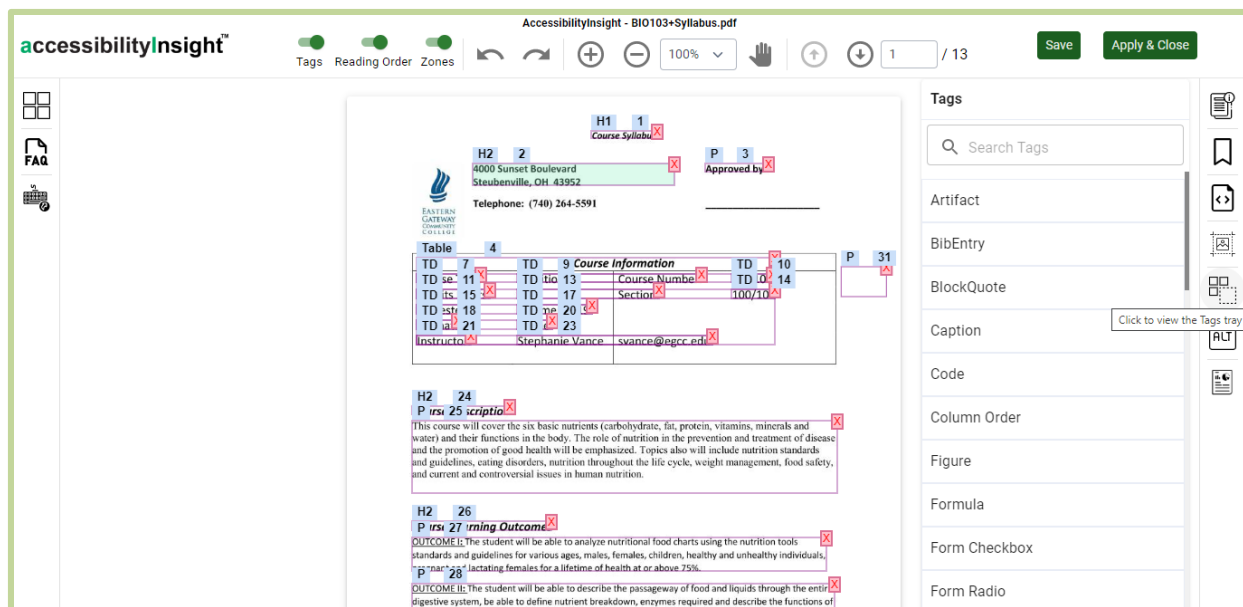 AccessibilityInsight - BIO103+Syllabus.pdf
accessibilityInsight™
Tags
Reading Order
Zones
100%
1
/ 13
Save
Apply & Close
FAQ
H1 1
Course Syllabu X
H2 2 X
4000 Sunset Boulevard
Steubenville, OH 43952
P 3 X
Approved by
Telephone: (740) 264-5591
EASTERN
GATEWAY
COMMUNITY
COLLEGE
Table 4
Course Information
TD 7 TD 9 TD 10
TD 11 TD 13 Course Numbe X TD 14
TD 15 TD 17 Section X 100/10
TD 18 TD 20 X
TD 21 TD 23
Instructo X Stephanie Vance svance@egcc.ed X
P 31 X
H2 24
P 25 X
This course will cover the six basic nutrients (carbohydrate, fat, protein, vitamins, minerals and
water) and their functions in the body. The role of nutrition in the prevention and treatment of disease
and the promotion of good health will be emphasized. Topics also will include nutrition standards
and guidelines, eating disorders, nutrition throughout the life cycle, weight management, food safety,
and current and controversial issues in human nutrition.
H2 26
P 27 Outcome X
OUTCOME I: The student will be able to analyze nutritional food charts using the nutrition tools
standards and guidelines for various ages, males, females, children, healthy and unhealthy individuals,
lactating females for a lifetime of health at or above 75%.
P 28
OUTCOME II: The student will be able to describe the passageway of food and liquids through the entir X
digestive system, be able to define nutrient breakdown, enzymes required and describe the functions of
Tags
Search Tags
Artifact
BibEntry
BlockQuote
Caption
Code
Column Order
Figure
Formula
Form Checkbox
Form Radio
Click to view the Tags tray
ALT